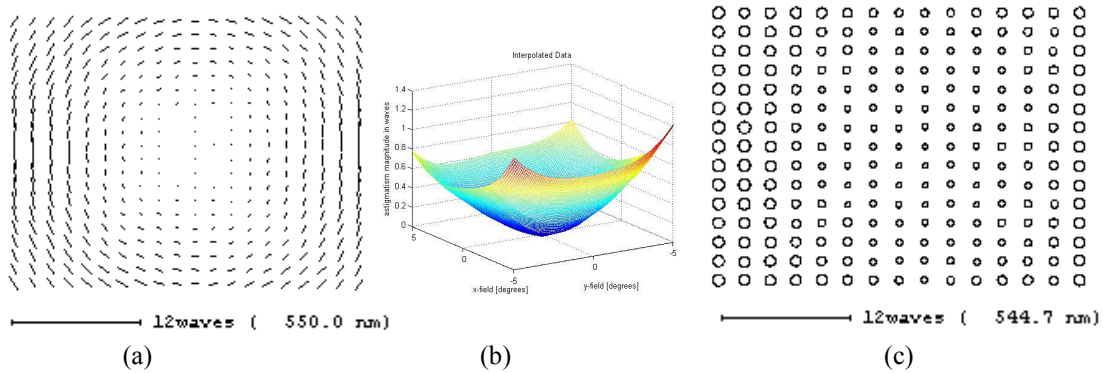 Interpolated Data
astigmatism magnitude in waves
1.4
1.2
1
0.8
0.6
0.4
0.2
0
5
0
-5
x-field [degrees]
5
0
-5
y-field [degrees]
12waves ( 550.0 nm)
12waves ( 544.7 nm)
(a)
(b)
(c)